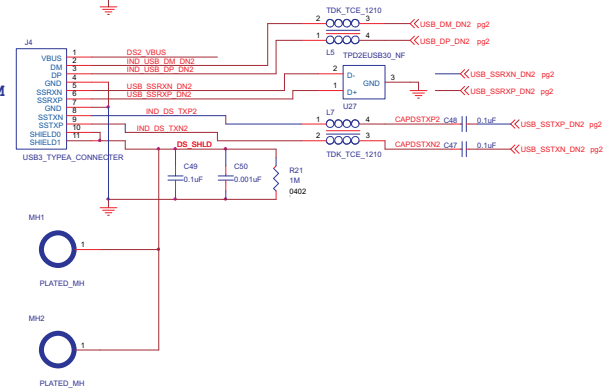 TDK_TCE_1210
2 3 USB_DM_DN2 pg2
1 4 USB_DP_DN2 pg2
J4
L5 TPD2EUSB30_NF
VBUS 1 DS2_VBUS
DM 2 IND_USB_DM_DN2
DP 3 IND_USB_DP_DN2
GND 4
SSRXN 5 USB_SSRXN_DN2
SSRXP 6 USB_SSRXP_DN2
GND 7
SSTXN 8 IND_DS_TXP2
SSTXP 9 IND_DS_TXN2
SHIELD0 10
SHIELD1 11 DS_SHLD
USB3_TYPEA_CONNECTER
M
2 D- GND 3 USB_SSRXN_DN2 pg2
1 D+ USB_SSRXP_DN2 pg2
U27
L7
1 4 CAPDSTXP2 C48 0.1uF USB_SSTXP_DN2 pg2
2 3 CAPDSTXN2 C47 0.1uF USB_SSTXN_DN2 pg2
TDK_TCE_1210
C49
0.1uF
C50
0.001uF
R21
1M
0402
MH1
1
PLATED_MH
MH2
1
PLATED_MH